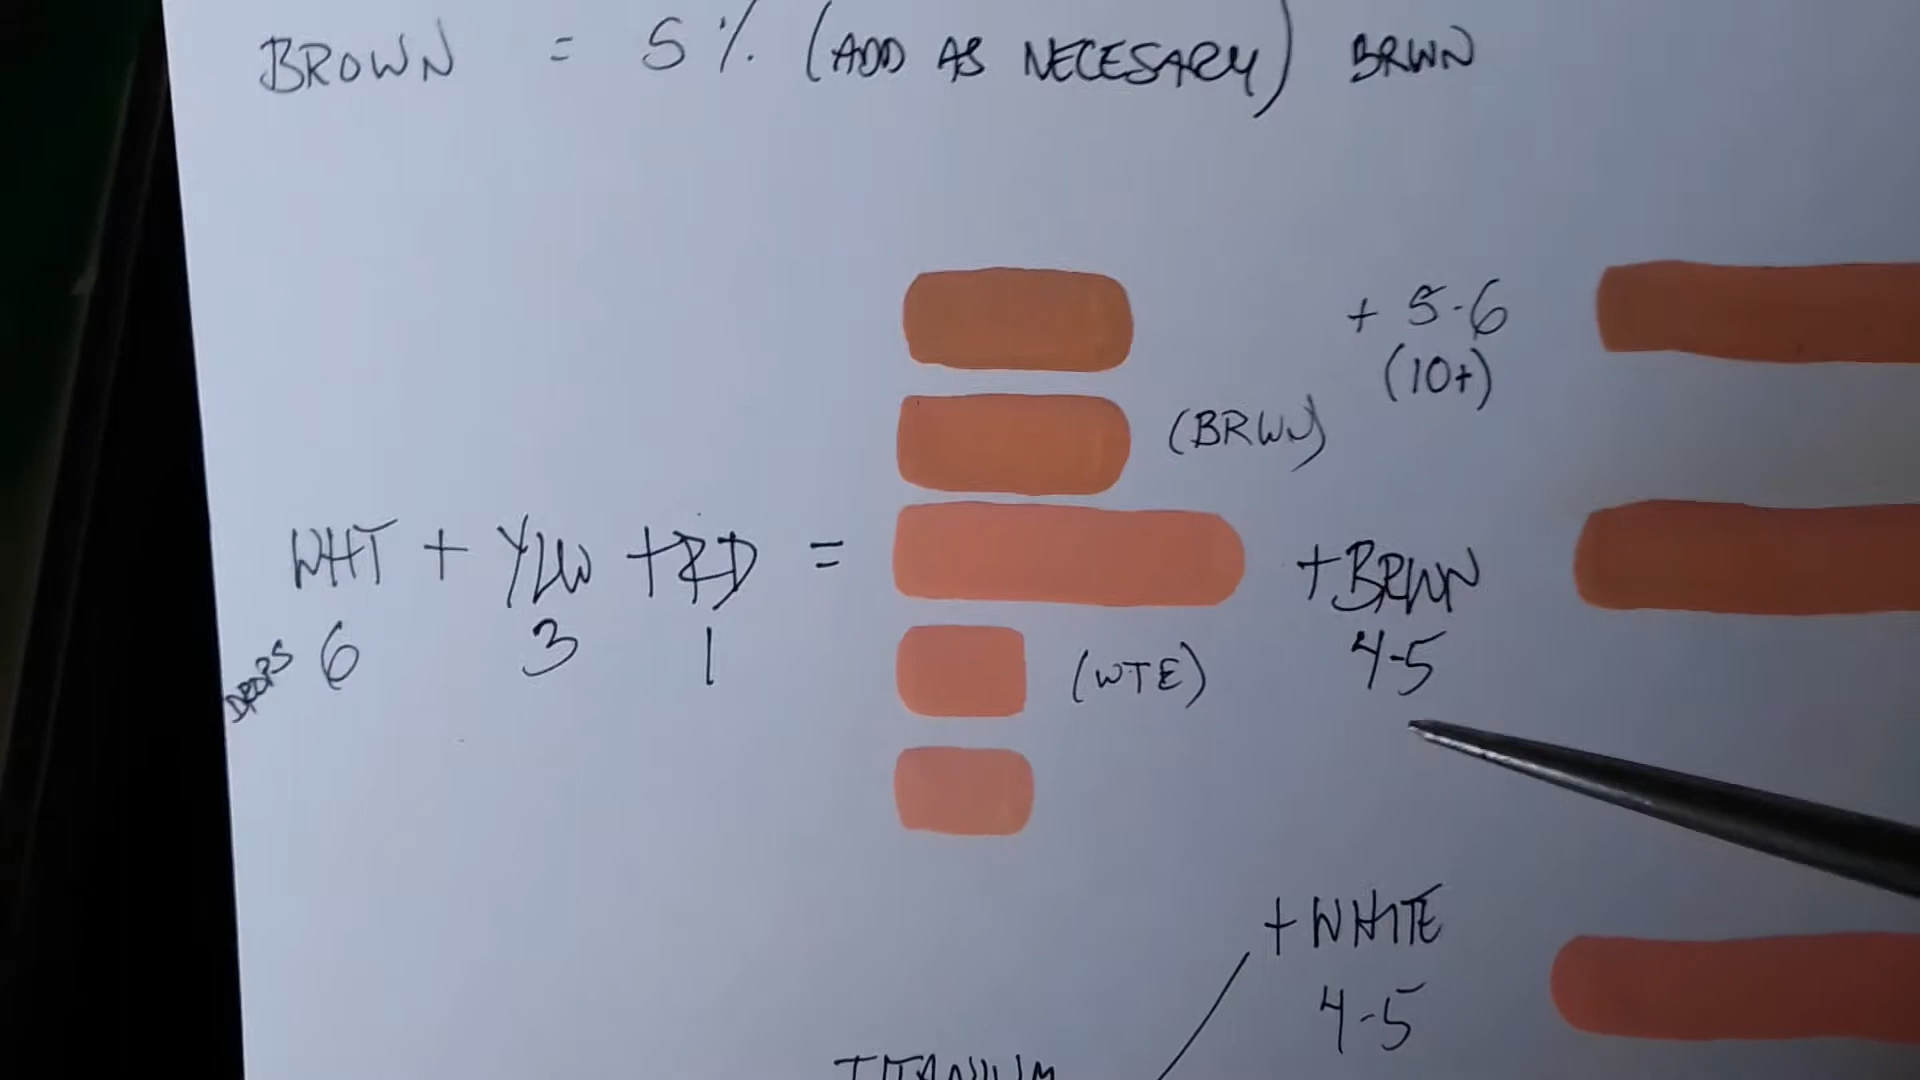 BROWN = 5% (ADD AS NECESARY) BRWN
+ 5-6
(10+)
(BRWN)
WHT + YLW + RD = + BRWN
DROPS 6 3 1 4-5
(WTE)
+ WHITE
4-5
TITANIUM